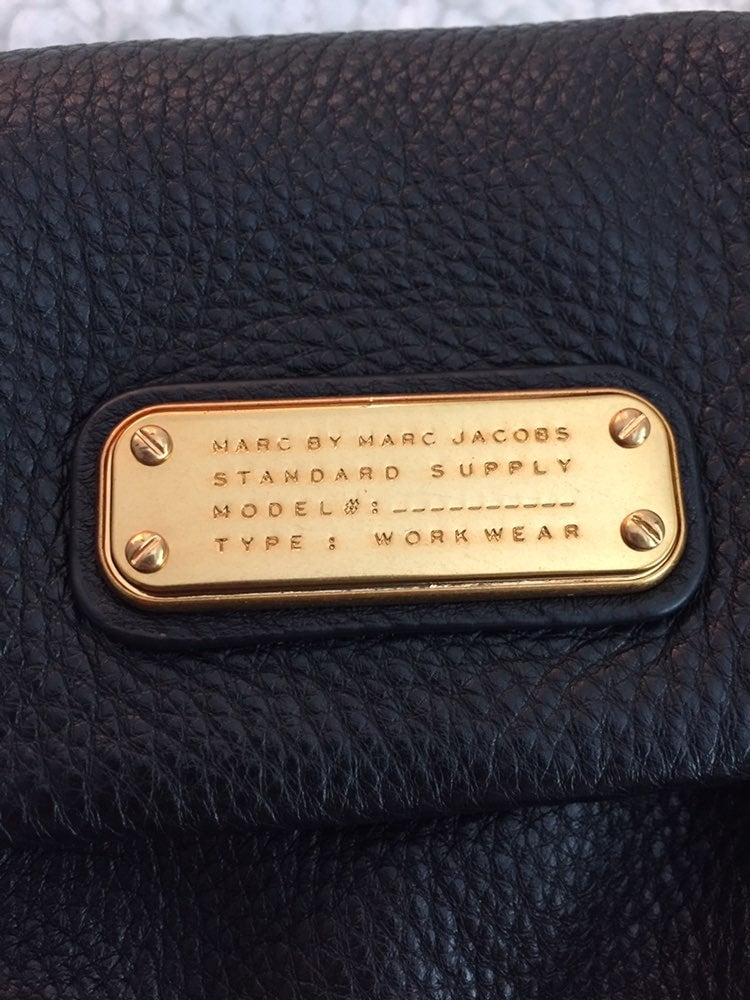 MARC BY MARC JACOBS
STANDARD SUPPLY
MODEL#:__________
TYPE : WORKWEAR